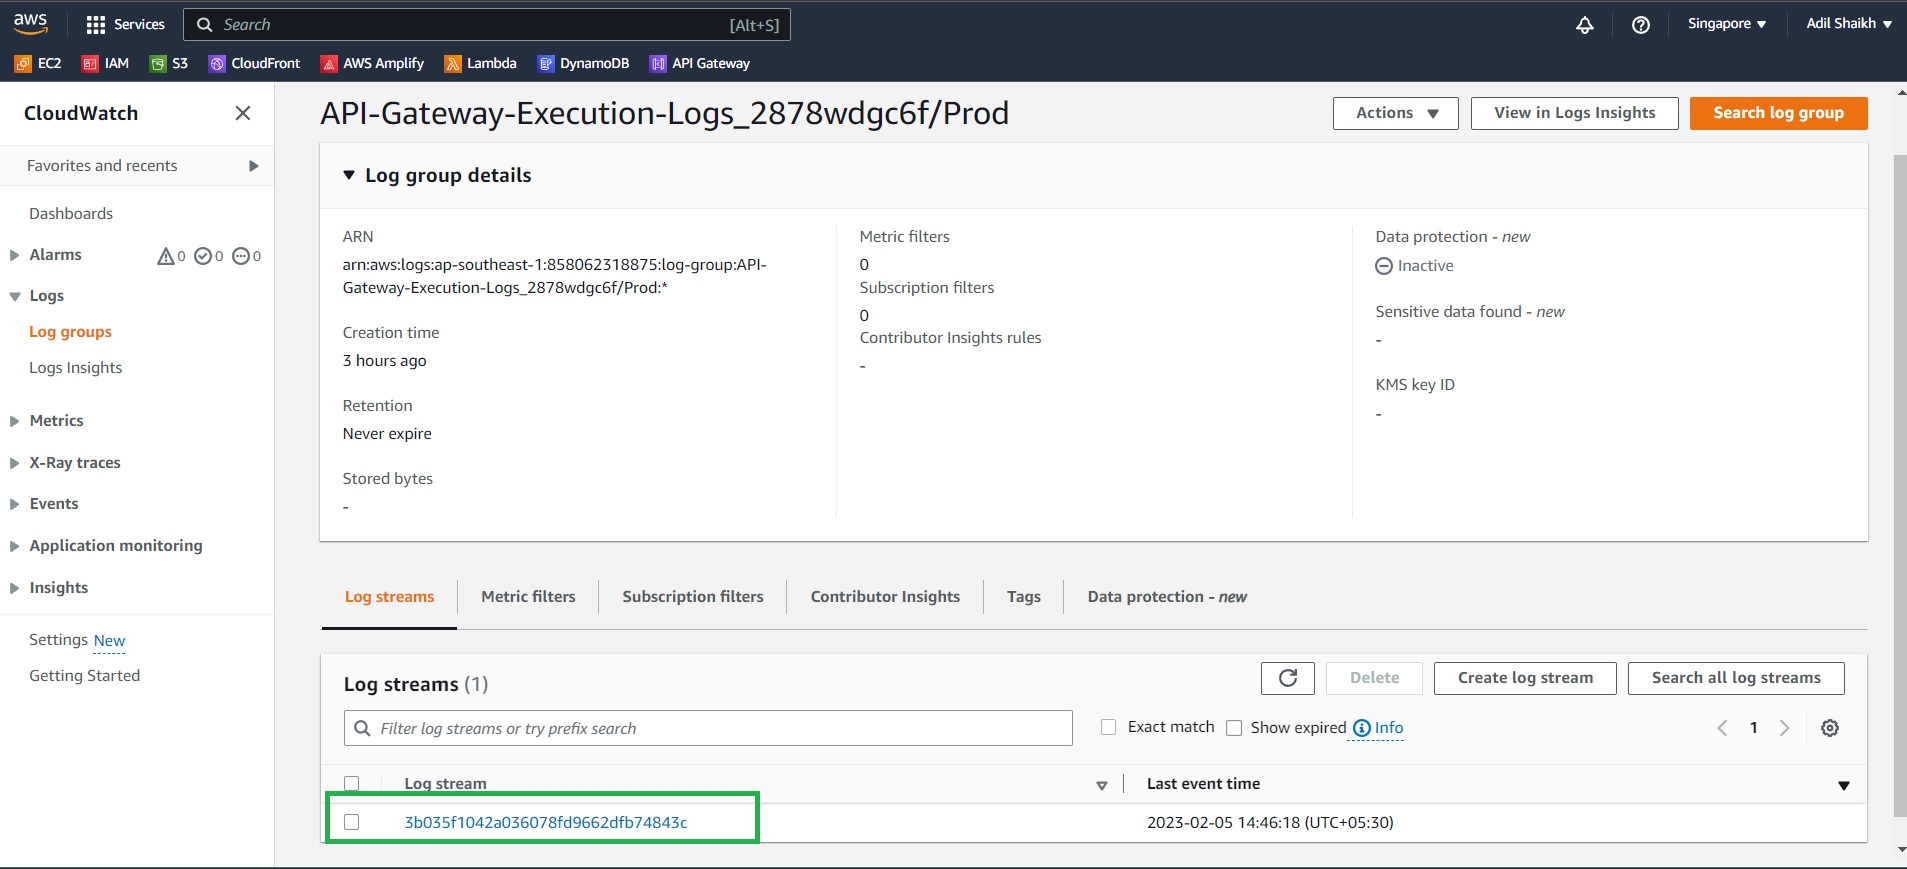 aws
Services
Search [Alt+S]
Singapore
Adil Shaikh
EC2 IAM S3 CloudFront AWS Amplify Lambda DynamoDB API Gateway
CloudWatch
Favorites and recents
Dashboards
Alarms 0 0 0
Logs
Log groups
Logs Insights
Metrics
X-Ray traces
Events
Application monitoring
Insights
Settings New
Getting Started
API-Gateway-Execution-Logs_2878wdgc6f/Prod
Actions
View in Logs Insights
Search log group
Log group details
ARN
arn:aws:logs:ap-southeast-1:858062318875:log-group:API-
Gateway-Execution-Logs_2878wdgc6f/Prod:*
Creation time
3 hours ago
Retention
Never expire
Stored bytes
-
Metric filters
0
Subscription filters
0
Contributor Insights rules
-
Data protection - new
Inactive
Sensitive data found - new
-
KMS key ID
-
Log streams Metric filters Subscription filters Contributor Insights Tags Data protection - new
Log streams (1)
Delete
Create log stream
Search all log streams
Filter log streams or try prefix search
Exact match
Show expired
Info
1
Log stream Last event time
3b035f1042a036078fd9662dfb74843c 2023-02-05 14:46:18 (UTC+05:30)